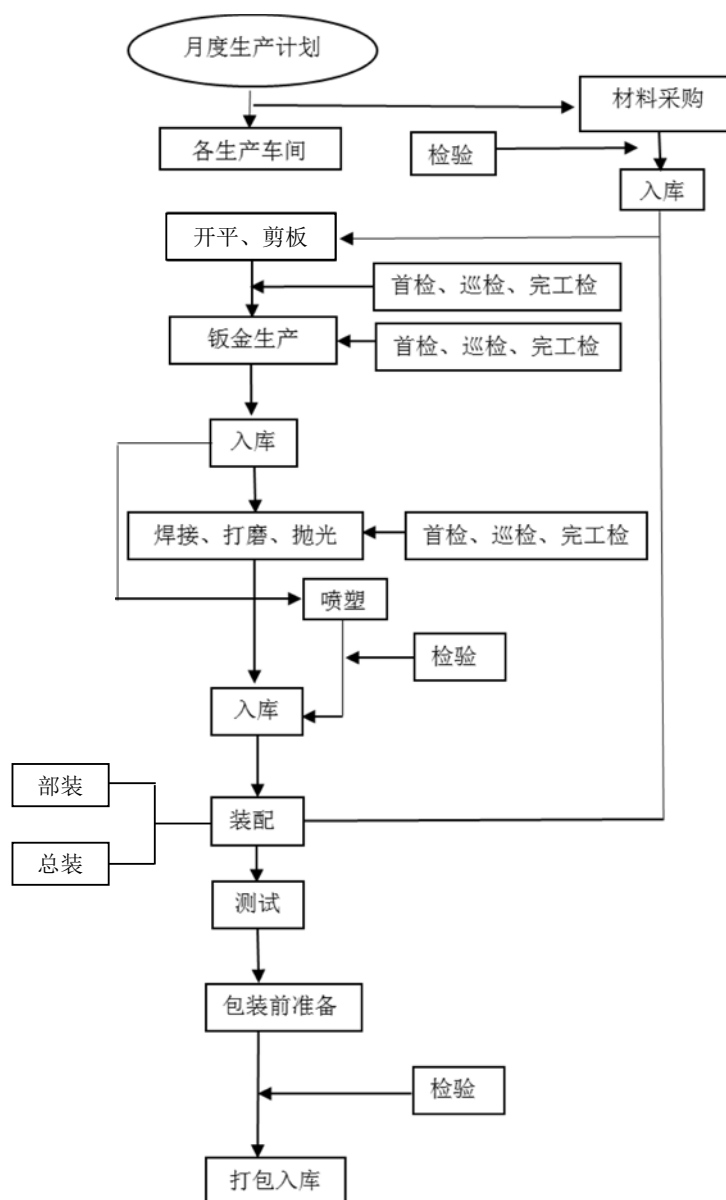 月度生产计划
材料采购
各生产车间
检验
入库
开平、剪板
首检、巡检、完工检
钣金生产
首检、巡检、完工检
入库
焊接、打磨、抛光
首检、巡检、完工检
喷塑
检验
入库
部装
装配
总装
测试
包装前准备
检验
打包入库